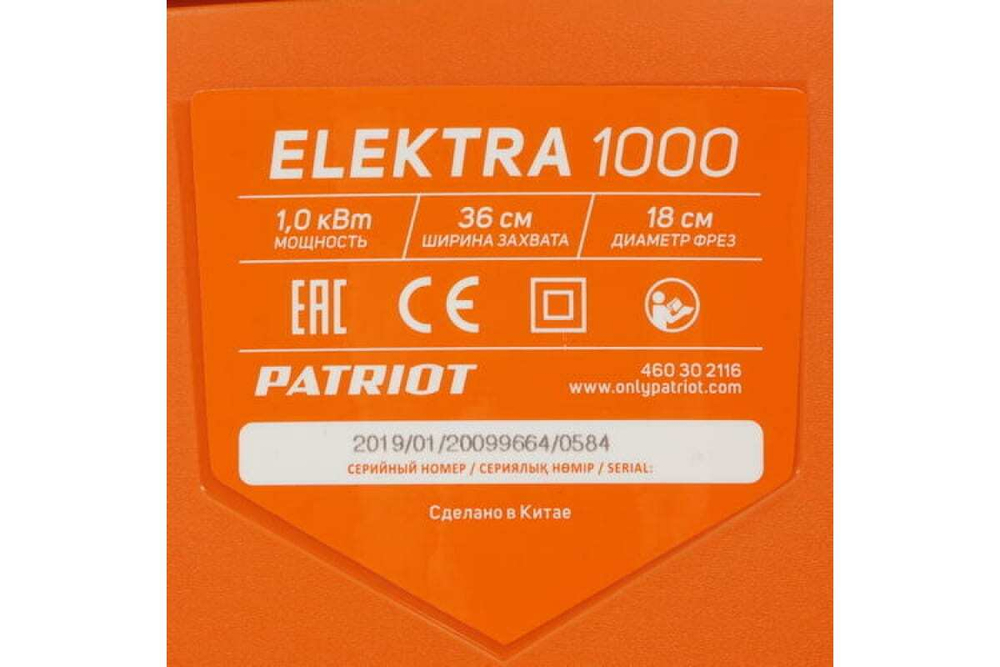 ELEKTRA 1000
1,0 кВт 36 см 18 см
МОЩНОСТЬ ШИРИНА ЗАХВАТА ДИАМЕТР ФРЕЗ
EAC CE
PATRIOT
460 30 2116
www.onlypatriot.com
2019/01/20099664/0584
СЕРИЙНЫЙ НОМЕР / СЕРИЯЛЫҚ НӨМІР / SERIAL:
Сделано в Китае